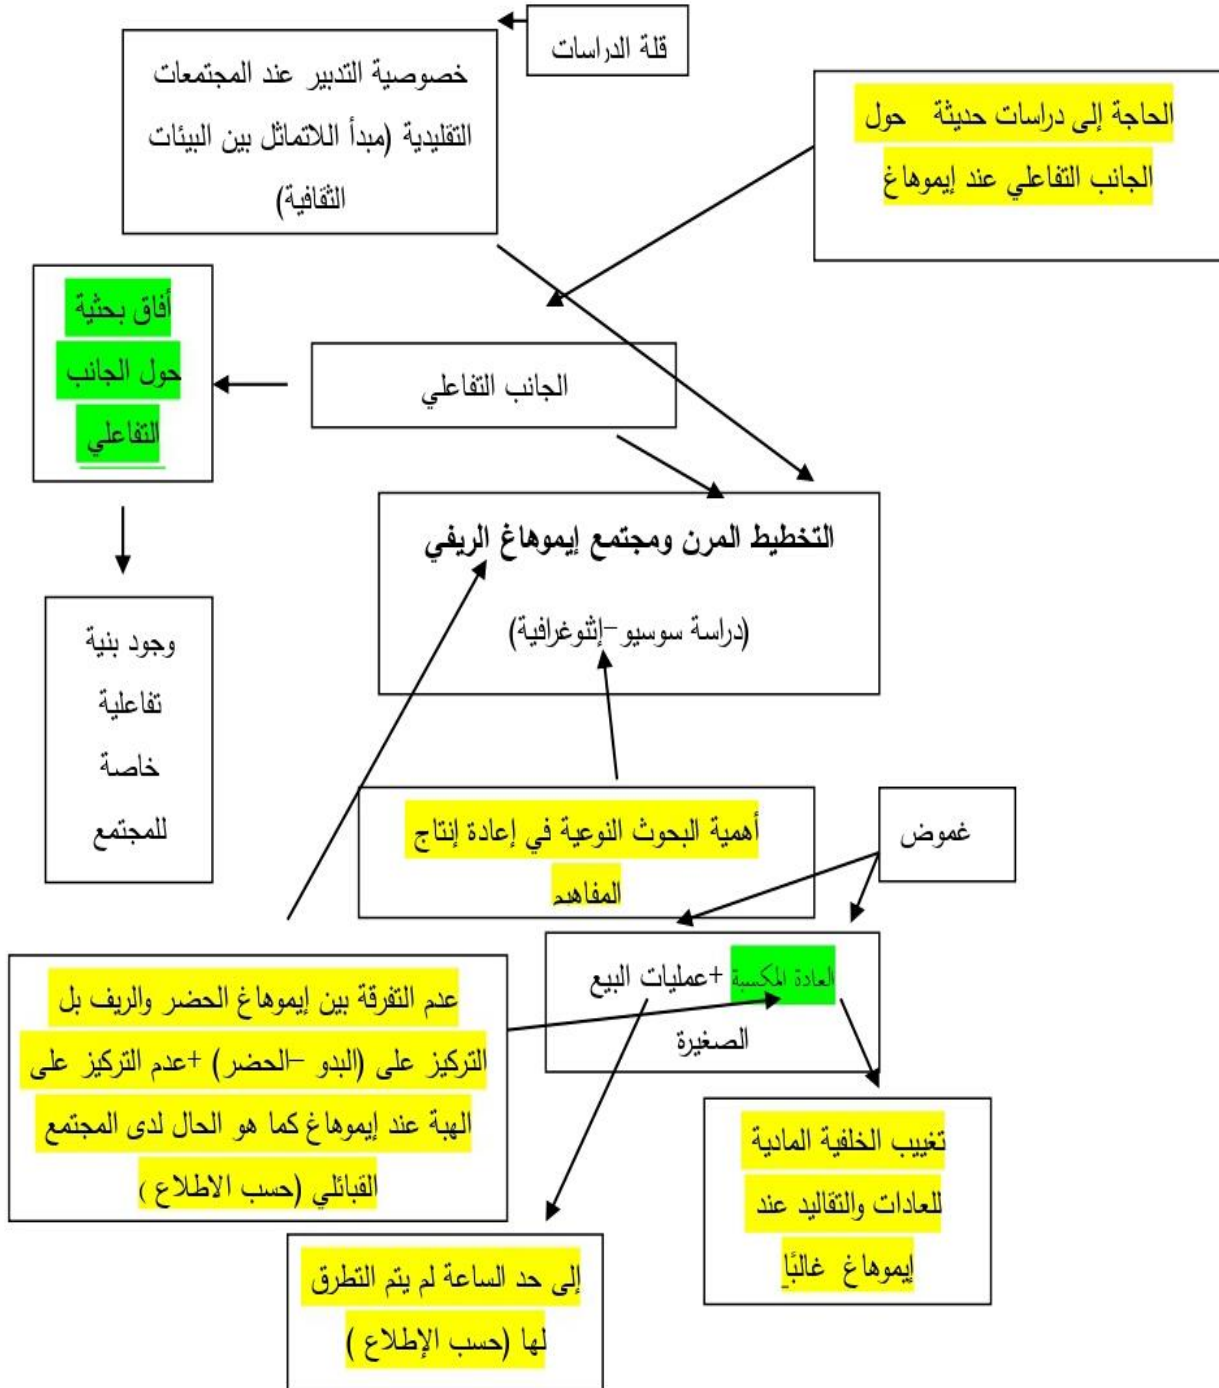 قلة الدراسات
خصوصية التدبير عند المجتمعات
التقليدية (مبدأ اللاتماثل بين البيئات
الثقافية)
الحاجة إلى دراسات حديثة حول
الجانب التفاعلي عند إيموهاغ
أفاق بحثية
حول الجانب
التفاعلي
الجانب التفاعلي
التخطيط المرن ومجتمع إيموهاغ الريفي
(دراسة سوسيو-إثنوغرافية)
وجود بنية
تفاعلية
خاصة
للمجتمع
أهمية البحوث النوعية في إعادة إنتاج
المفاهيم
غموض
العادة المكسبة +عمليات البيع
الصغيرة
عدم التفرقة بين إيموهاغ الحضر والريف بل
التركيز على (البدو –الحضر) +عدم التركيز على
الهبة عند إيموهاغ كما هو الحال لدى المجتمع
القبائلي (حسب الاطلاع )
تغييب الخلفية المادية
للعادات والتقاليد عند
إيموهاغ غالبًا
إلى حد الساعة لم يتم التطرق
لها (حسب الإطلاع )